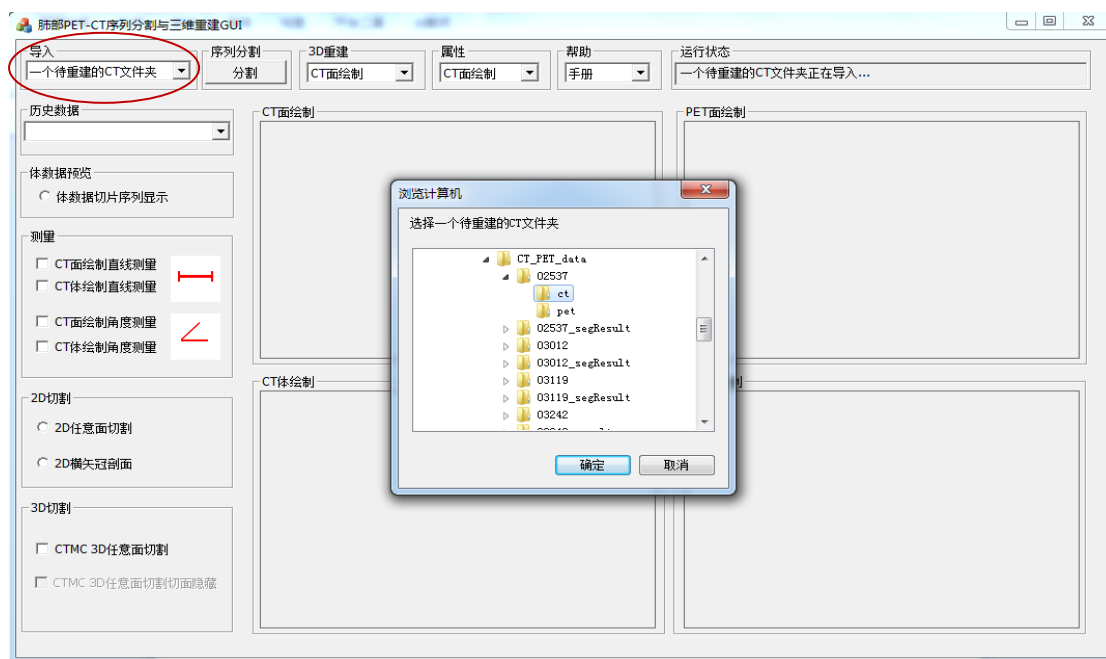 肺部PET-CT序列分割与三维重建GUI
导入
序列分割
3D重建
属性
帮助
运行状态
一个待重建的CT文件夹
分割
CT面绘制
CT面绘制
手册
一个待重建的CT文件夹正在导入...
历史数据
CT面绘制
PET面绘制
体数据预览
体数据切片序列显示
测量
CT面绘制直线测量
CT体绘制直线测量
CT面绘制角度测量
CT体绘制角度测量
2D切割
2D任意面切割
2D横矢冠剖面
3D切割
CTMC 3D任意面切割
CTMC 3D任意面切割切面隐藏
CT体绘制
浏览计算机
选择一个待重建的CT文件夹
CT_PET_data
02537
ct
pet
02537_segResult
03012
03012_segResult
03119
03119_segResult
03242
确定
取消